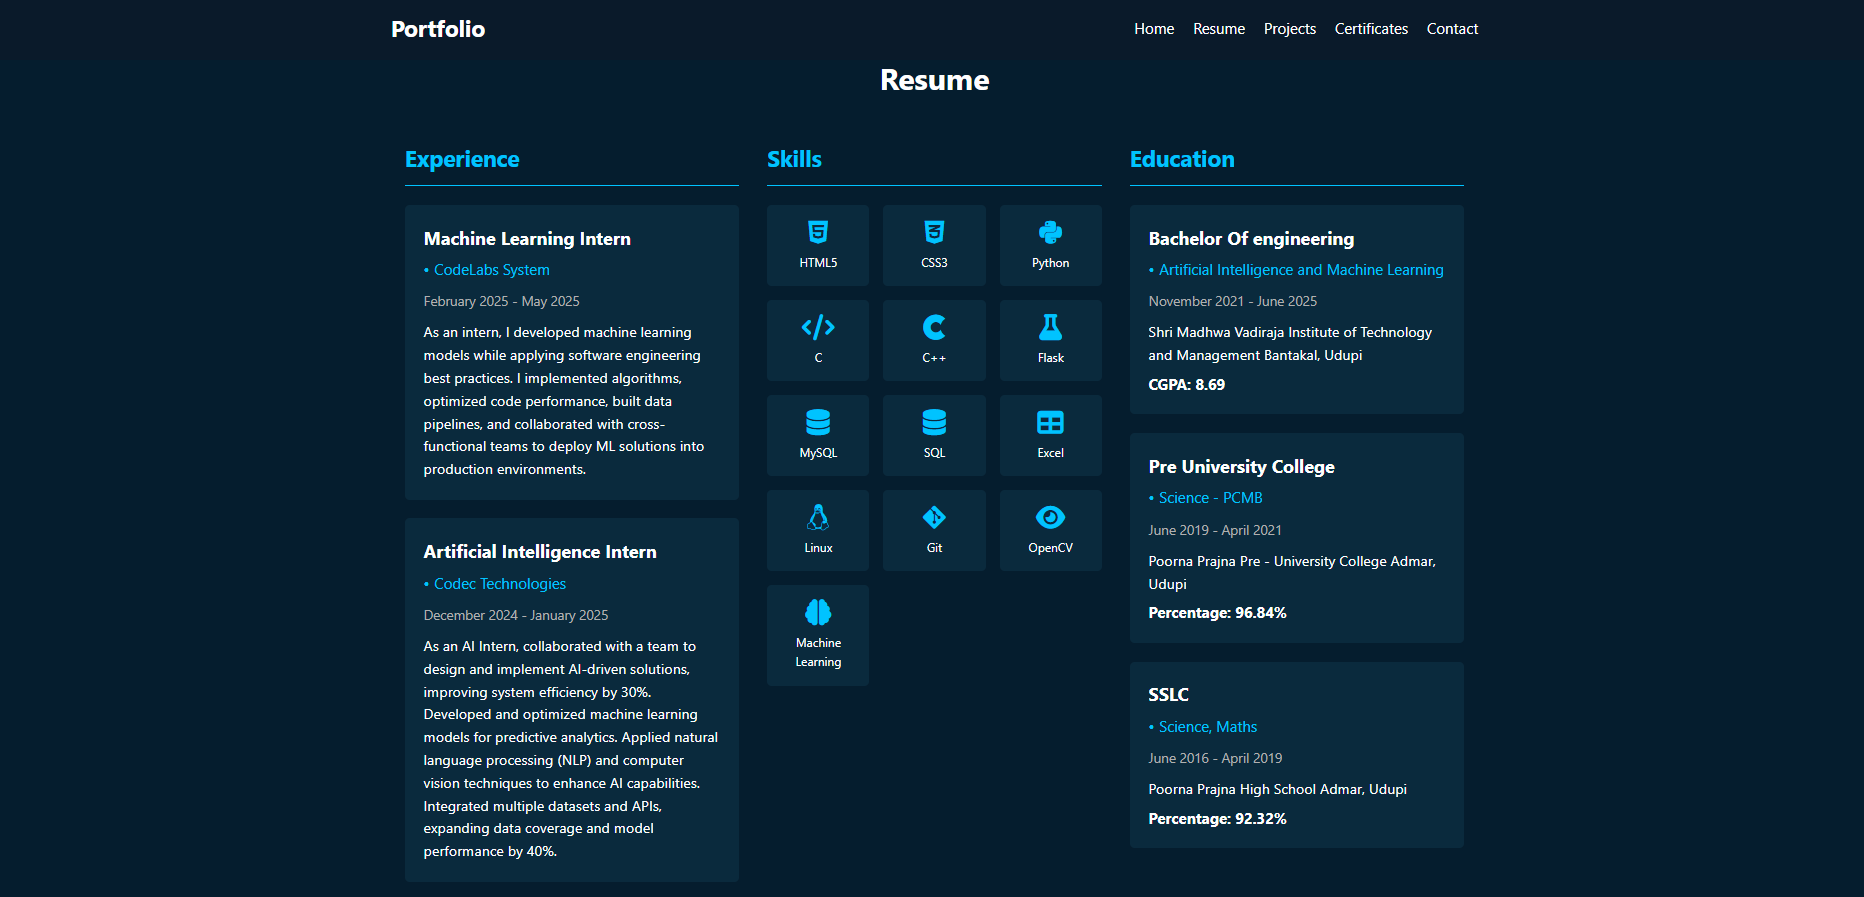 Portfolio
Home Resume Projects Certificates Contact
Resume
Experience
Machine Learning Intern
• CodeLabs System
February 2025 - May 2025
As an intern, I developed machine learning
models while applying software engineering
best practices. I implemented algorithms,
optimized code performance, built data
pipelines, and collaborated with cross-
functional teams to deploy ML solutions into
production environments.
Artificial Intelligence Intern
• Codec Technologies
December 2024 - January 2025
As an AI Intern, collaborated with a team to
design and implement AI-driven solutions,
improving system efficiency by 30%.
Developed and optimized machine learning
models for predictive analytics. Applied natural
language processing (NLP) and computer
vision techniques to enhance AI capabilities.
Integrated multiple datasets and APIs,
expanding data coverage and model
performance by 40%.
Skills
HTML5
CSS3
Python
C
C++
Flask
MySQL
SQL
Excel
Linux
Git
OpenCV
Machine
Learning
Education
Bachelor Of engineering
• Artificial Intelligence and Machine Learning
November 2021 - June 2025
Shri Madhwa Vadiraja Institute of Technology
and Management Bantakal, Udupi
CGPA: 8.69
Pre University College
• Science - PCMB
June 2019 - April 2021
Poorna Prajna Pre - University College Admar,
Udupi
Percentage: 96.84%
SSLC
• Science, Maths
June 2016 - April 2019
Poorna Prajna High School Admar, Udupi
Percentage: 92.32%